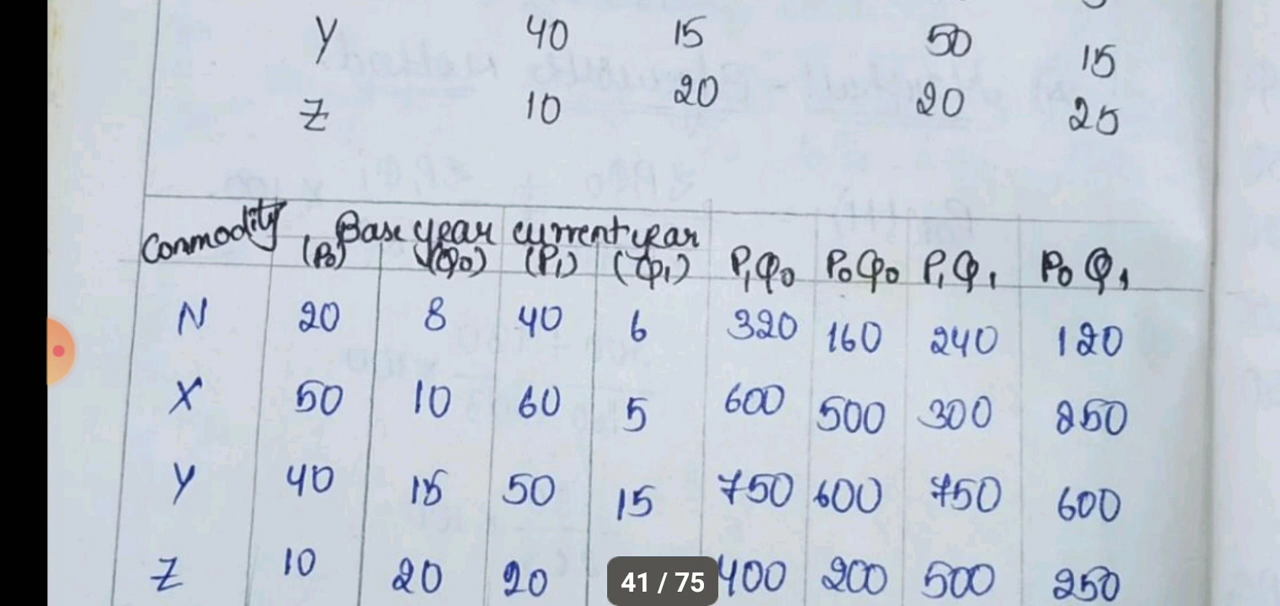 Y 40 15 50 15
Z 10 20 20 25
Commodity Base year current year
(P₀) (Q₀) (P₁) (Q₁) P₁Q₀ P₀Q₀ P₁Q₁ P₀Q₁
N 20 8 40 6 320 160 240 120
X 50 10 60 5 600 500 300 250
Y 40 15 50 15 750 600 750 600
Z 10 20 20 400 200 500 250
41 / 75